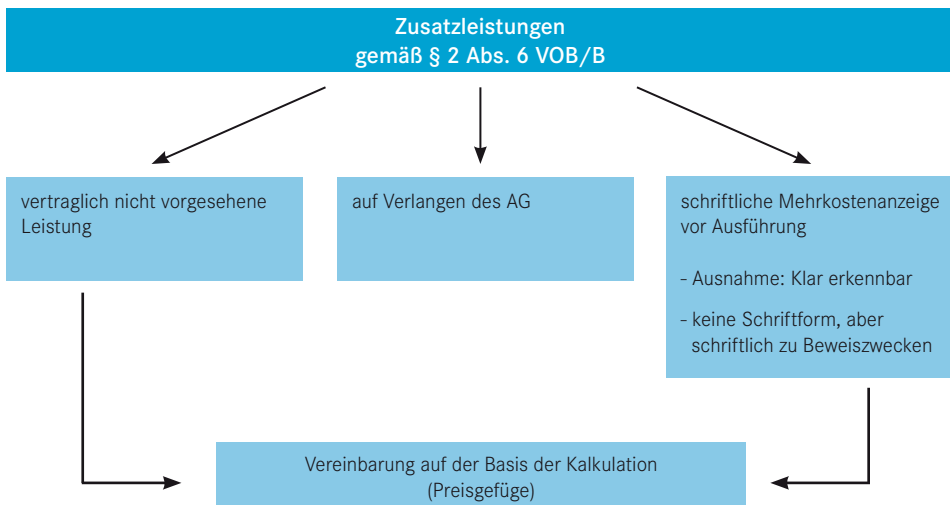 Zusatzleistungen
gemäß § 2 Abs. 6 VOB/B
vertraglich nicht vorgesehene
Leistung
auf Verlangen des AG
schriftliche Mehrkostenanzeige
vor Ausführung
- Ausnahme: Klar erkennbar
- keine Schriftform, aber
schriftlich zu Beweiszwecken
Vereinbarung auf der Basis der Kalkulation
(Preisgefüge)